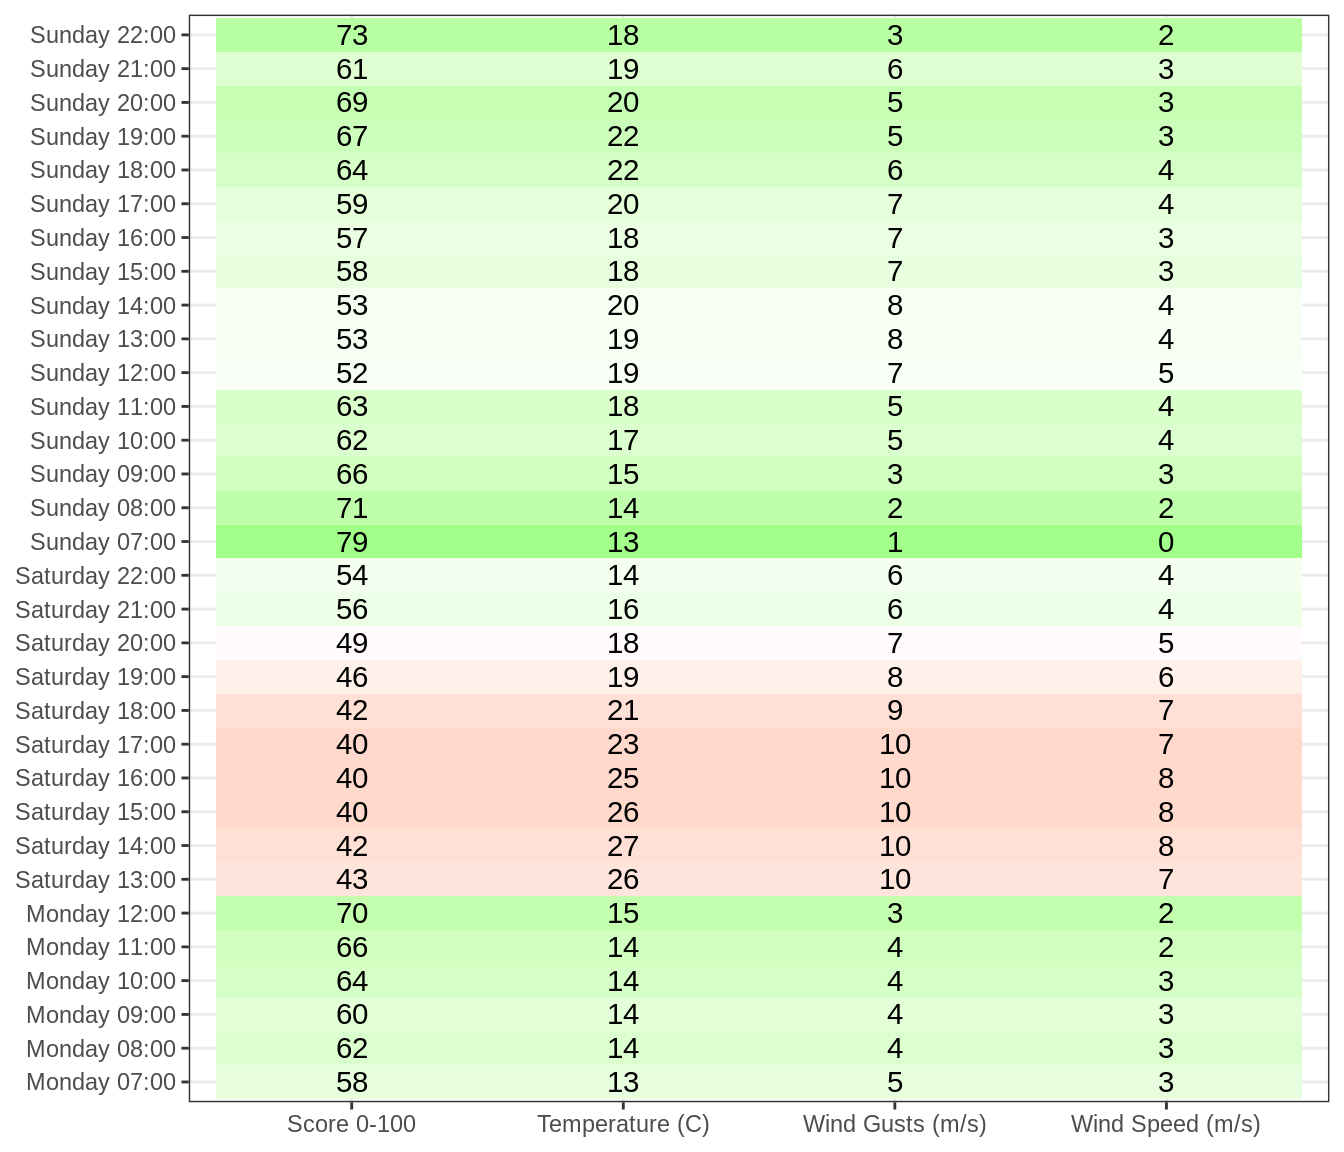 Sunday 22:00 73 18 3 2
Sunday 21:00 61 19 6 3
Sunday 20:00 69 20 5 3
Sunday 19:00 67 22 5 3
Sunday 18:00 64 22 6 4
Sunday 17:00 59 20 7 4
Sunday 16:00 57 18 7 3
Sunday 15:00 58 18 7 3
Sunday 14:00 53 20 8 4
Sunday 13:00 53 19 8 4
Sunday 12:00 52 19 7 5
Sunday 11:00 63 18 5 4
Sunday 10:00 62 17 5 4
Sunday 09:00 66 15 3 3
Sunday 08:00 71 14 2 2
Sunday 07:00 79 13 1 0
Saturday 22:00 54 14 6 4
Saturday 21:00 56 16 6 4
Saturday 20:00 49 18 7 5
Saturday 19:00 46 19 8 6
Saturday 18:00 42 21 9 7
Saturday 17:00 40 23 10 7
Saturday 16:00 40 25 10 8
Saturday 15:00 40 26 10 8
Saturday 14:00 42 27 10 8
Saturday 13:00 43 26 10 7
Monday 12:00 70 15 3 2
Monday 11:00 66 14 4 2
Monday 10:00 64 14 4 3
Monday 09:00 60 14 4 3
Monday 08:00 62 14 4 3
Monday 07:00 58 13 5 3
Score 0-100 Temperature (C) Wind Gusts (m/s) Wind Speed (m/s)